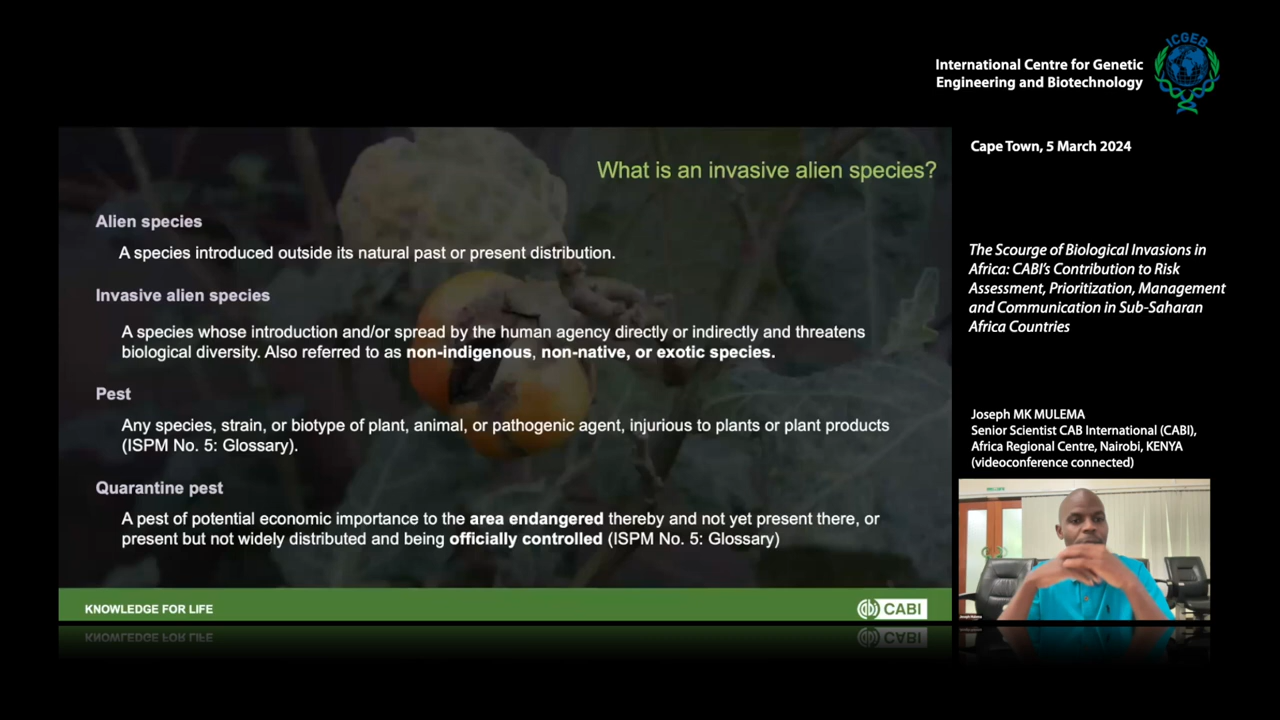 ICGEB
International Centre for Genetic
Engineering and Biotechnology
Cape Town, 5 March 2024
What is an invasive alien species?
Alien species
A species introduced outside its natural past or present distribution.
Invasive alien species
A species whose introduction and/or spread by the human agency directly or indirectly and threatens
biological diversity. Also referred to as non-indigenous, non-native, or exotic species.
Pest
Any species, strain, or biotype of plant, animal, or pathogenic agent, injurious to plants or plant products
(ISPM No. 5: Glossary).
Quarantine pest
A pest of potential economic importance to the area endangered thereby and not yet present there, or
present but not widely distributed and being officially controlled (ISPM No. 5: Glossary)
KNOWLEDGE FOR LIFE
CABI
The Scourge of Biological Invasions in
Africa: CABI's Contribution to Risk
Assessment, Prioritization, Management
and Communication in Sub-Saharan
Africa Countries
Joseph MK MULEMA
Senior Scientist CAB International (CABI),
Africa Regional Centre, Nairobi, KENYA
(videoconference connected)
Joseph Mulema